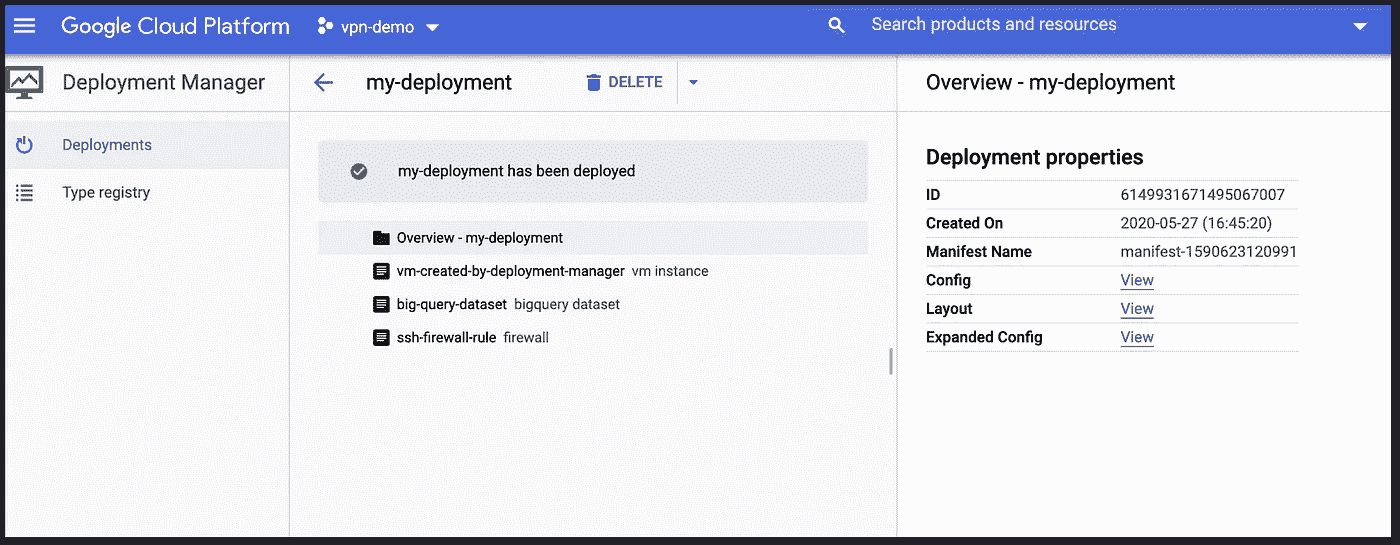 Google Cloud Platform
vpn-demo
Search products and resources
Deployment Manager
Deployments
Type registry
my-deployment
DELETE
my-deployment has been deployed
Overview - my-deployment
vm-created-by-deployment-manager vm instance
big-query-dataset bigquery dataset
ssh-firewall-rule firewall
Overview - my-deployment
Deployment properties
ID 6149931671495067007
Created On 2020-05-27 (16:45:20)
Manifest Name manifest-1590623120991
Config View
Layout View
Expanded Config View